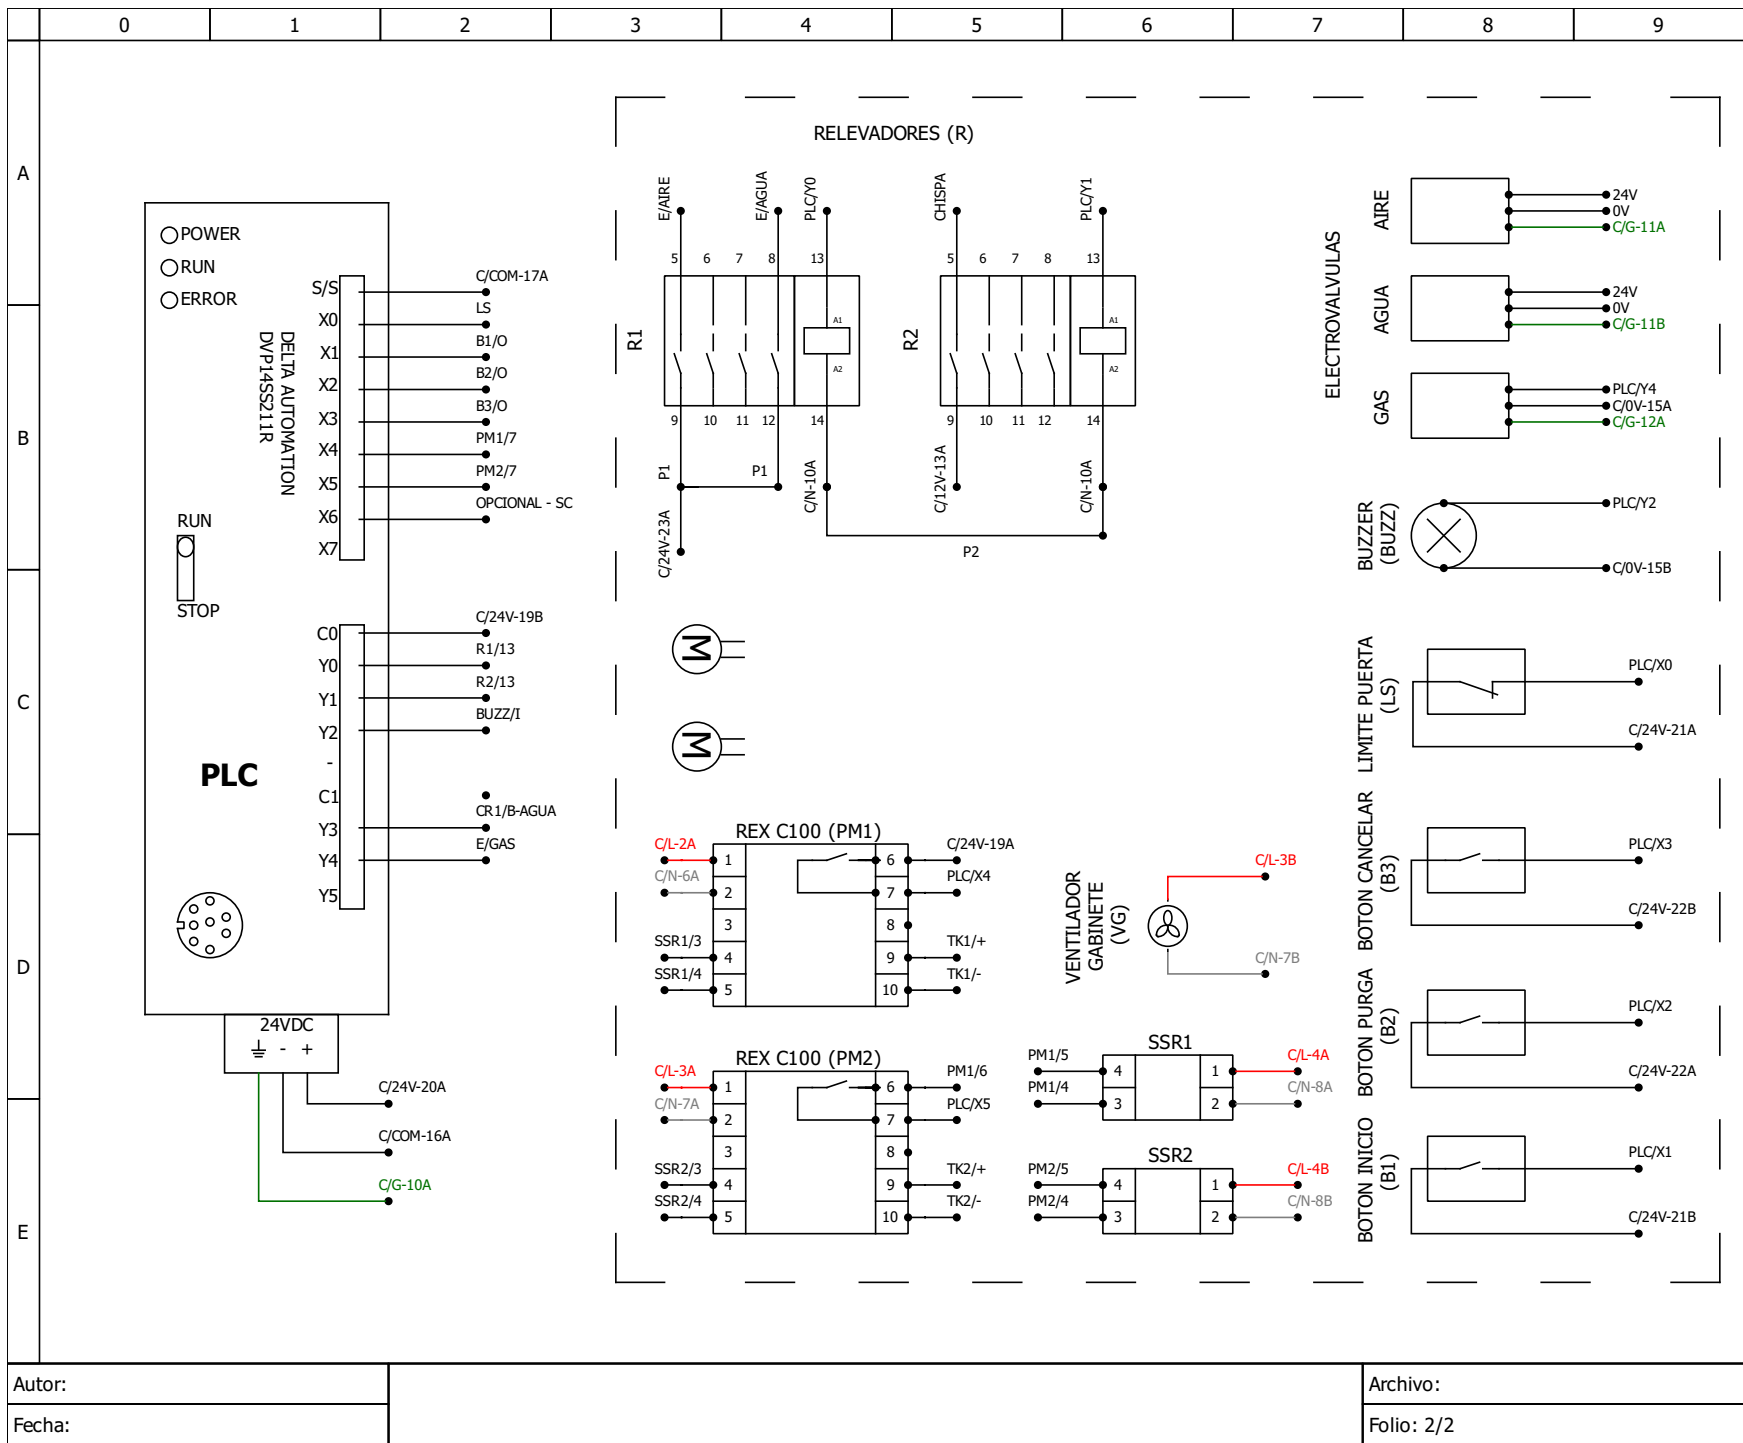 0 1 2 3 4 5 6 7 8 9
A
B
C
D
E
POWER
RUN
ERROR
DELTA AUTOMATION
DVP14SS211R
RUN
STOP
PLC
S/S C/COM-17A
X0 LS
X1 B1/O
X2 B2/O
X3 B3/O
X4 PM1/7
X5 PM2/7
X6 OPCIONAL - SC
X7
C0 C/24V-19B
Y0 R1/13
Y1 R2/13
Y2 BUZZ/I
-
C1
Y3 CR1/B-AGUA
Y4 E/GAS
Y5
24VDC
- +
C/24V-20A
C/COM-16A
C/G-10A
RELEVADORES (R)
E/AIRE E/AGUA PLC/Y0
5 6 7 8 13
R1
A1
A2
9 10 11 12 14
P1 P1 C/N-10A
C/24V-23A
P2
CHISPA PLC/Y1
5 6 7 8 13
R2
A1
A2
9 10 11 12 14
C/12V-13A C/N-10A
M
M
REX C100 (PM1)
C/L-2A 1 6 C/24V-19A
C/N-6A 2 7 PLC/X4
3 8
SSR1/3 4 9 TK1/+
SSR1/4 5 10 TK1/-
REX C100 (PM2)
C/L-3A 1 6 PM1/6
C/N-7A 2 7 PLC/X5
3 8
SSR2/3 4 9 TK2/+
SSR2/4 5 10 TK2/-
VENTILADOR
GABINETE
(VG)
C/L-3B
C/N-7B
SSR1
PM1/5 4 1 C/L-4A
PM1/4 3 2 C/N-8A
SSR2
PM2/5 4 1 C/L-4B
PM2/4 3 2 C/N-8B
ELECTROVALVULAS
AIRE
24V
0V
C/G-11A
AGUA
24V
0V
C/G-11B
GAS
PLC/Y4
C/0V-15A
C/G-12A
BUZZER
(BUZZ)
PLC/Y2
C/0V-15B
LIMITE PUERTA
(LS)
PLC/X0
C/24V-21A
BOTON CANCELAR
(B3)
PLC/X3
C/24V-22B
BOTON PURGA
(B2)
PLC/X2
C/24V-22A
BOTON INICIO
(B1)
PLC/X1
C/24V-21B
Autor:
Fecha:
Archivo:
Folio: 2/2